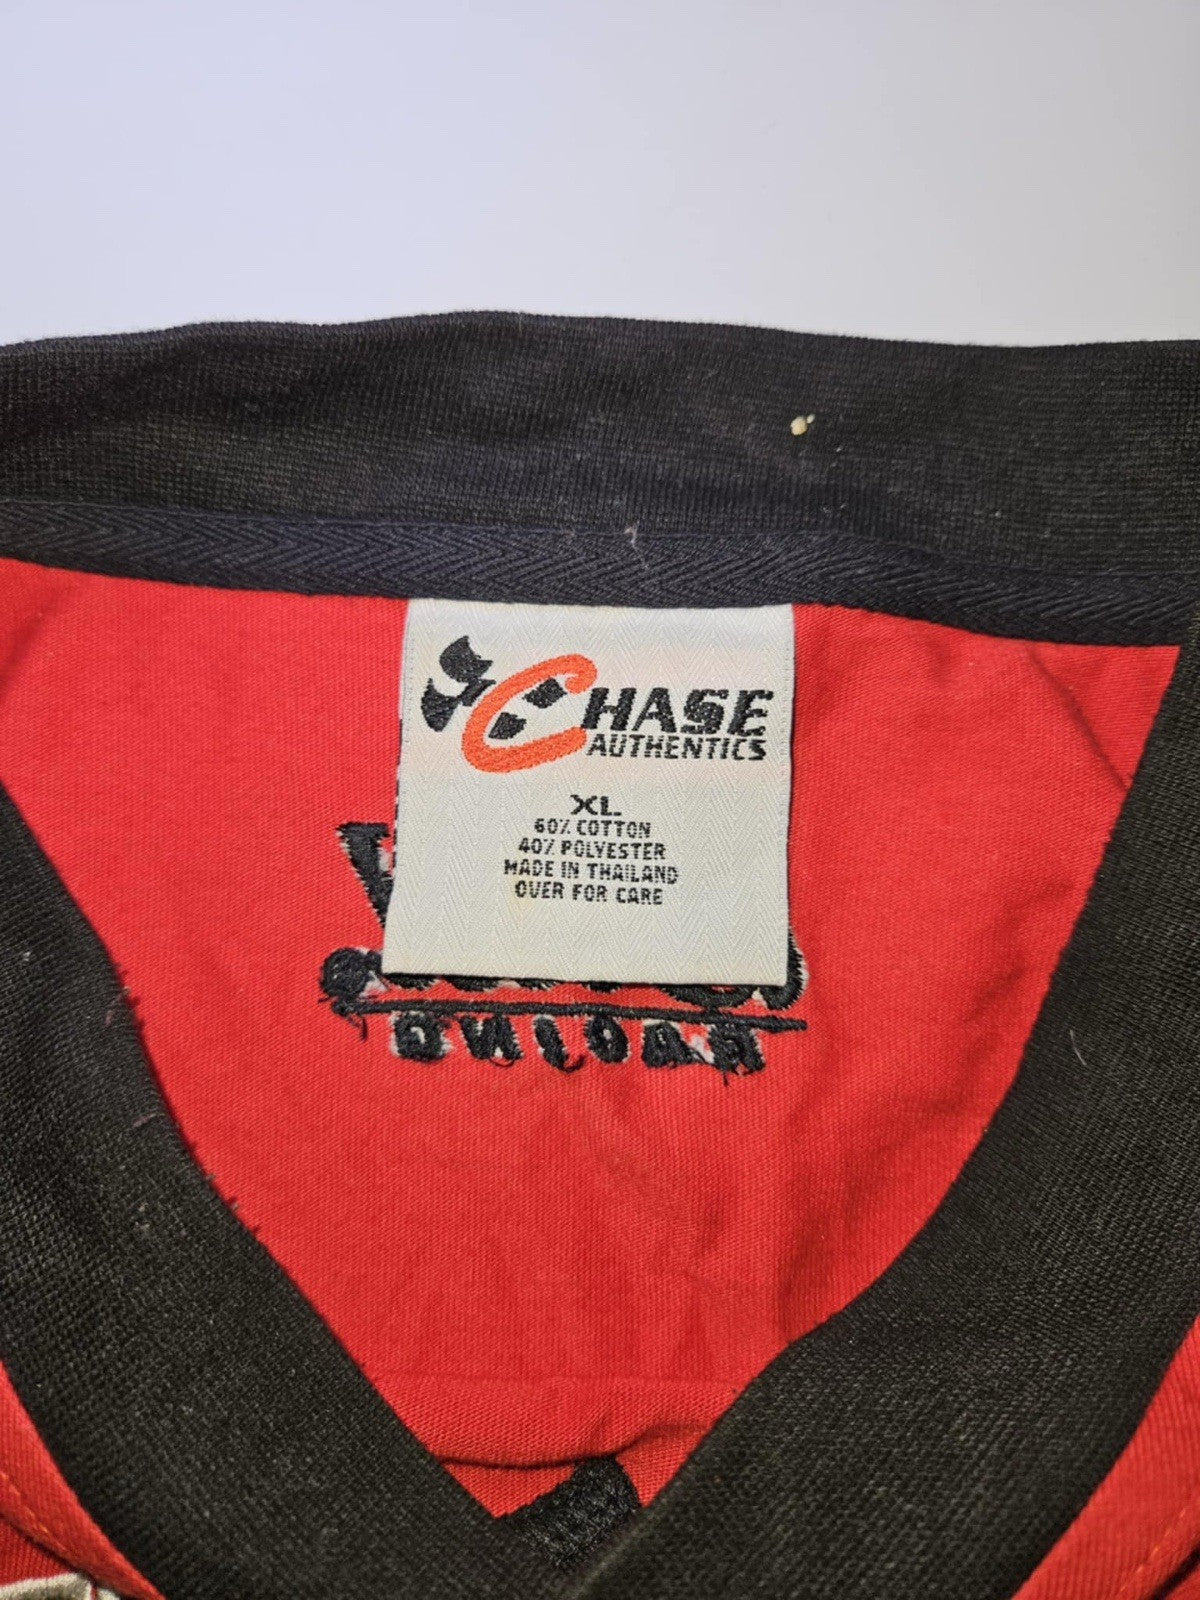 CHASE
AUTHENTICS
XL
60% COTTON
40% POLYESTER
MADE IN THAILAND
OVER FOR CARE